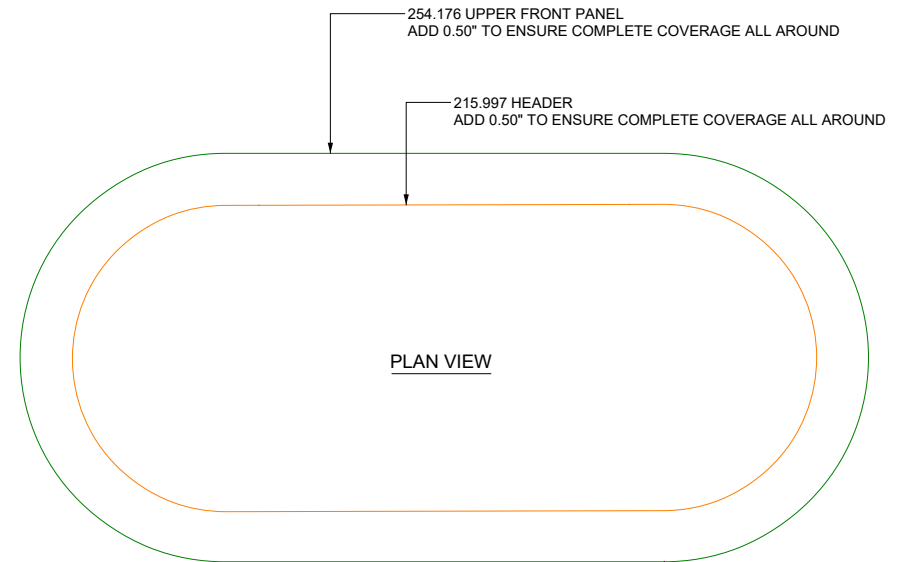 254.176 UPPER FRONT PANEL
ADD 0.50" TO ENSURE COMPLETE COVERAGE ALL AROUND
215.997 HEADER
ADD 0.50" TO ENSURE COMPLETE COVERAGE ALL AROUND
PLAN VIEW